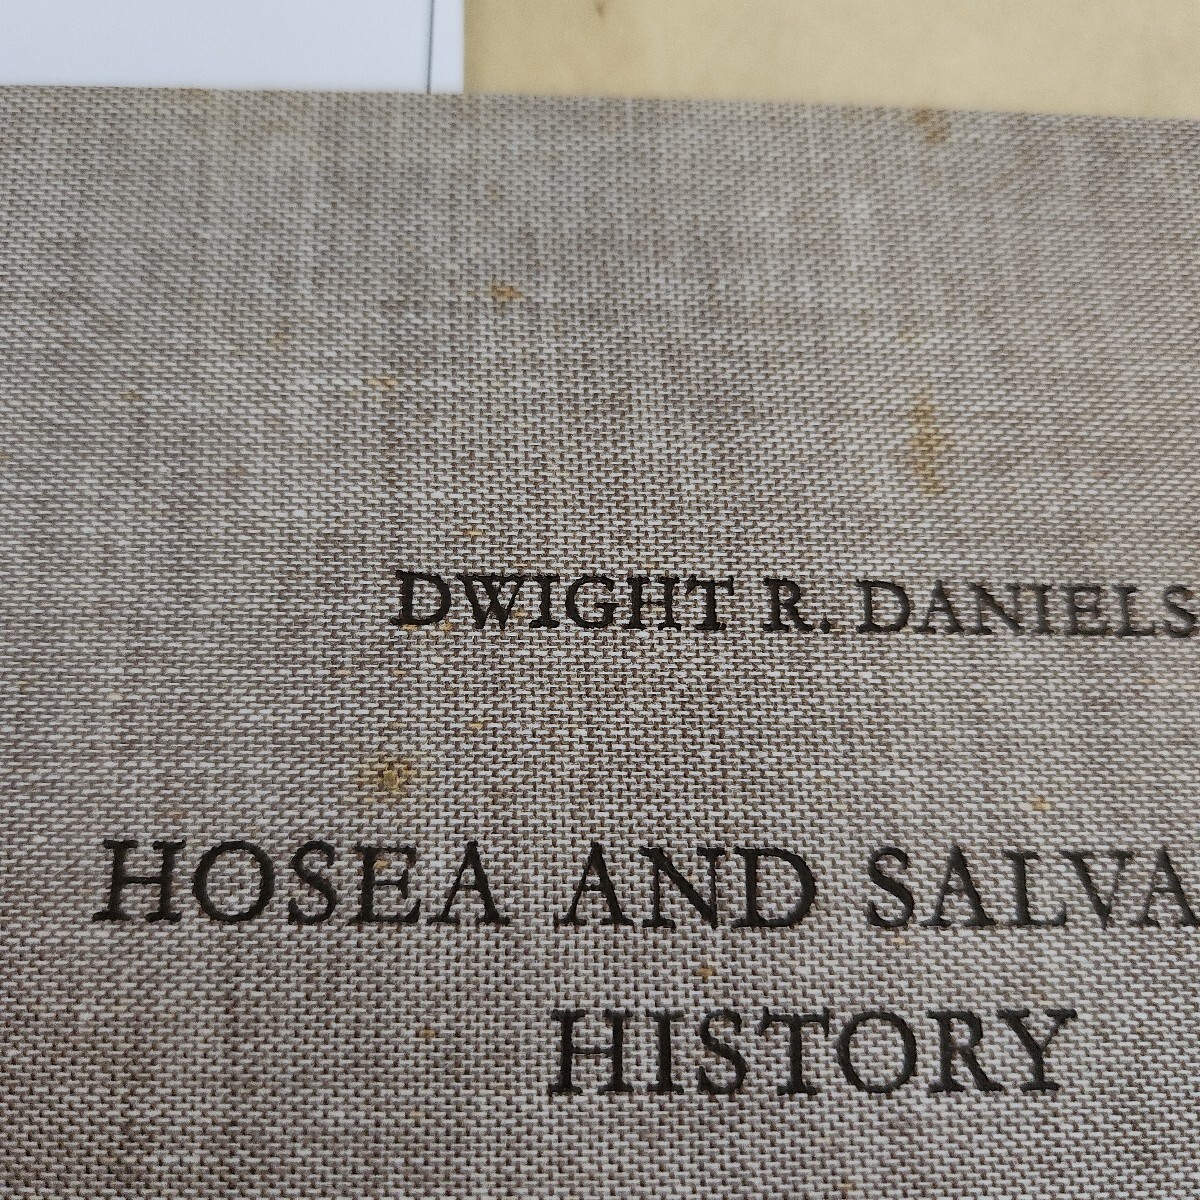 DWIGHT R. DANIELS
HOSEA AND SALVA
HISTORY